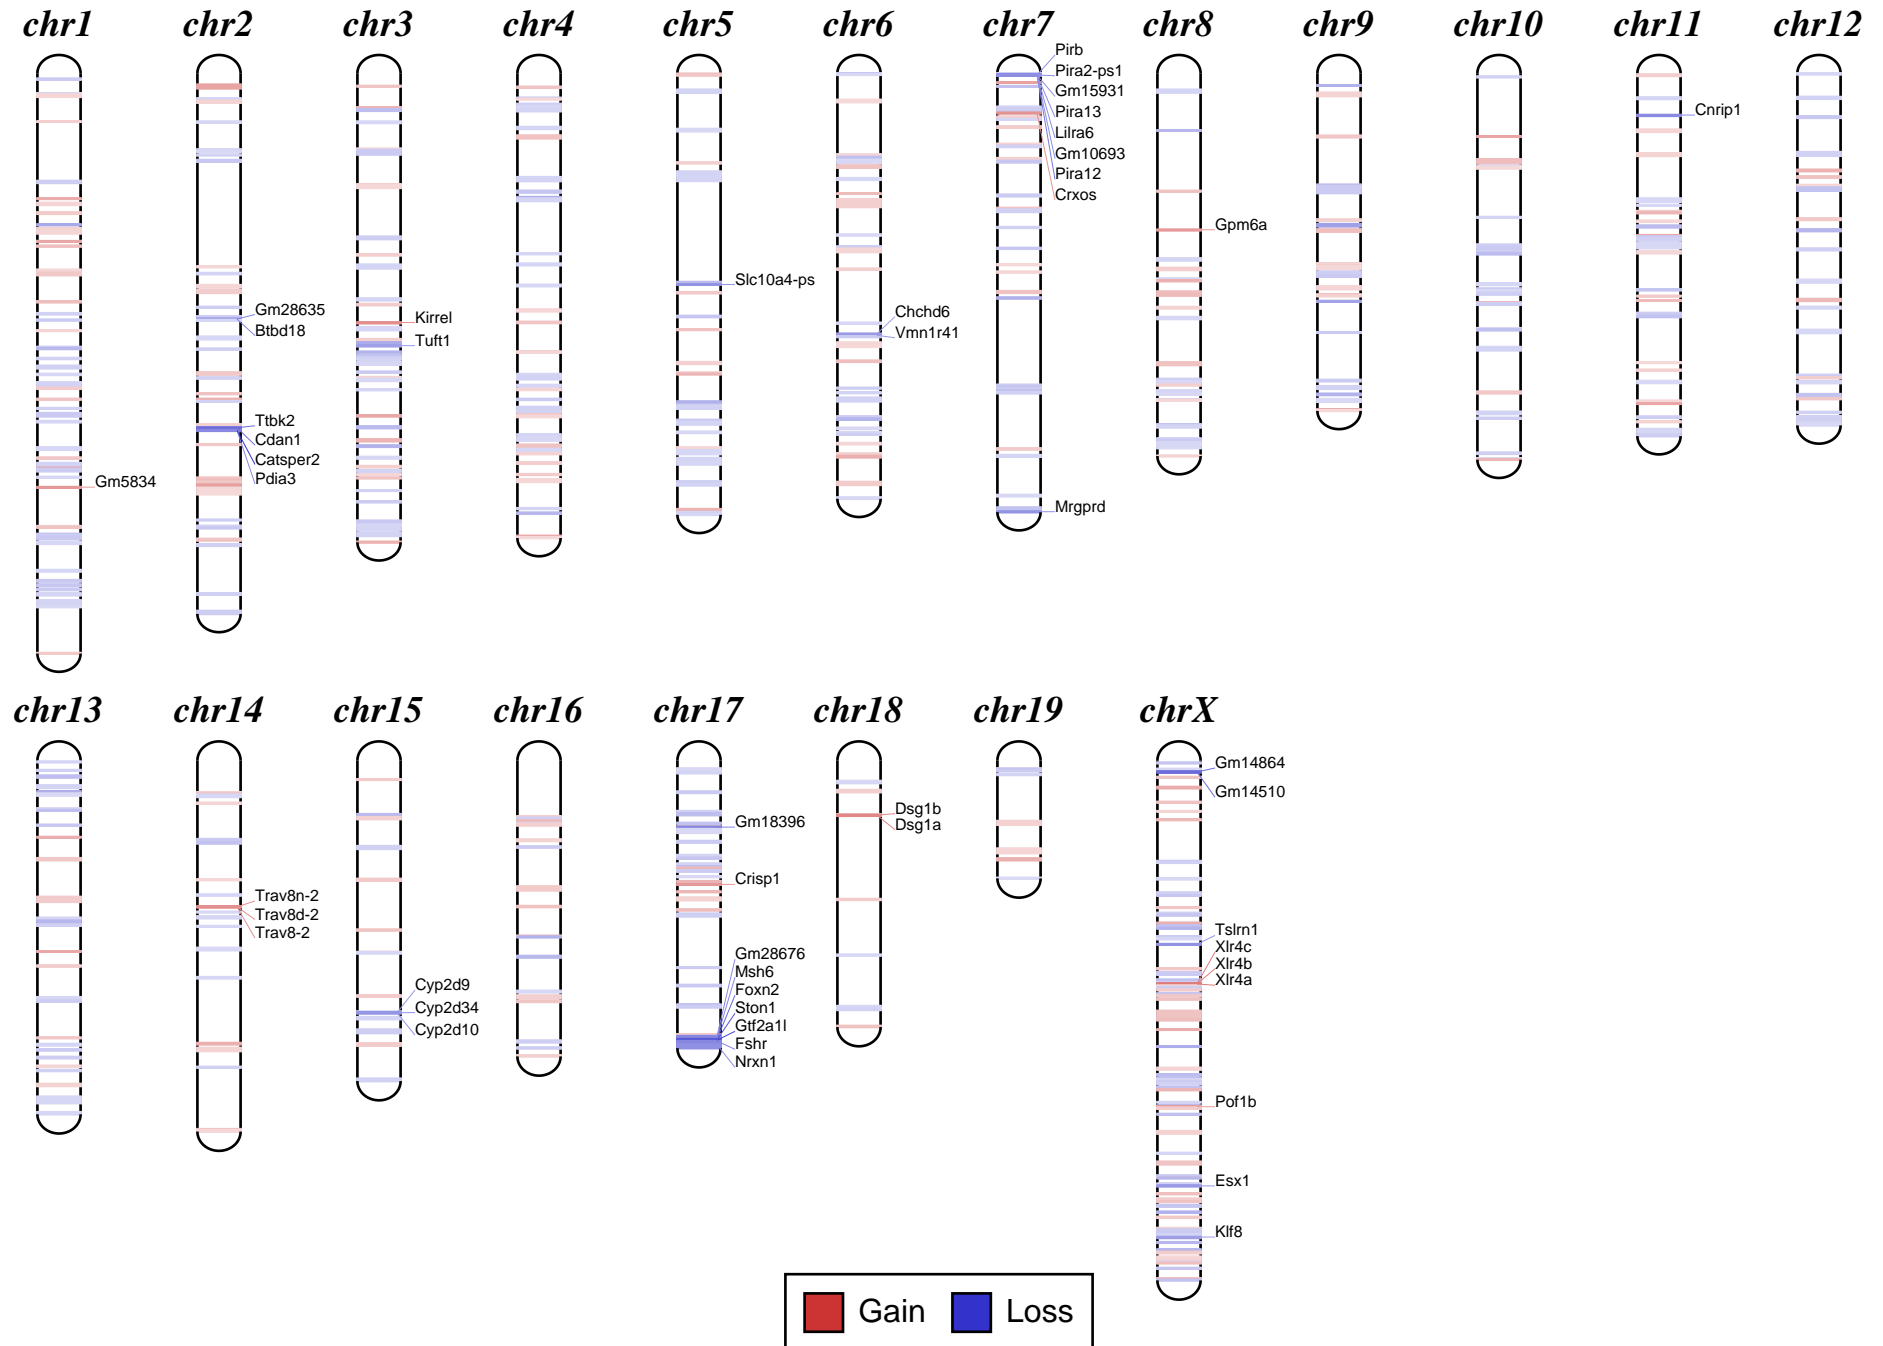 chr1 chr2 chr3 chr4 chr5 chr6 chr7 chr8 chr9 chr10 chr11 chr12
Pirb
Pira2-ps1
Gm15931
Pira13
Lilra6
Gm10693
Pira12
Crxos
Cnrip1
Gpm6a
Slc10a4-ps
Gm28635
Btbd18
Kirrel
Tuft1
Chchd6
Vmn1r41
Ttbk2
Cdan1
Catsper2
Pdia3
Gm5834
Mrgprd
chr13 chr14 chr15 chr16 chr17 chr18 chr19 chrX
Gm14864
Gm14510
Gm18396
Dsg1b
Dsg1a
Crisp1
Trav8n-2
Trav8d-2
Trav8-2
Tslrn1
Xlr4c
Xlr4b
Xlr4a
Cyp2d9
Cyp2d34
Cyp2d10
Gm28676
Msh6
Foxn2
Ston1
Gtf2a1l
Fshr
Nrxn1
Pof1b
Esx1
Klf8
Gain Loss